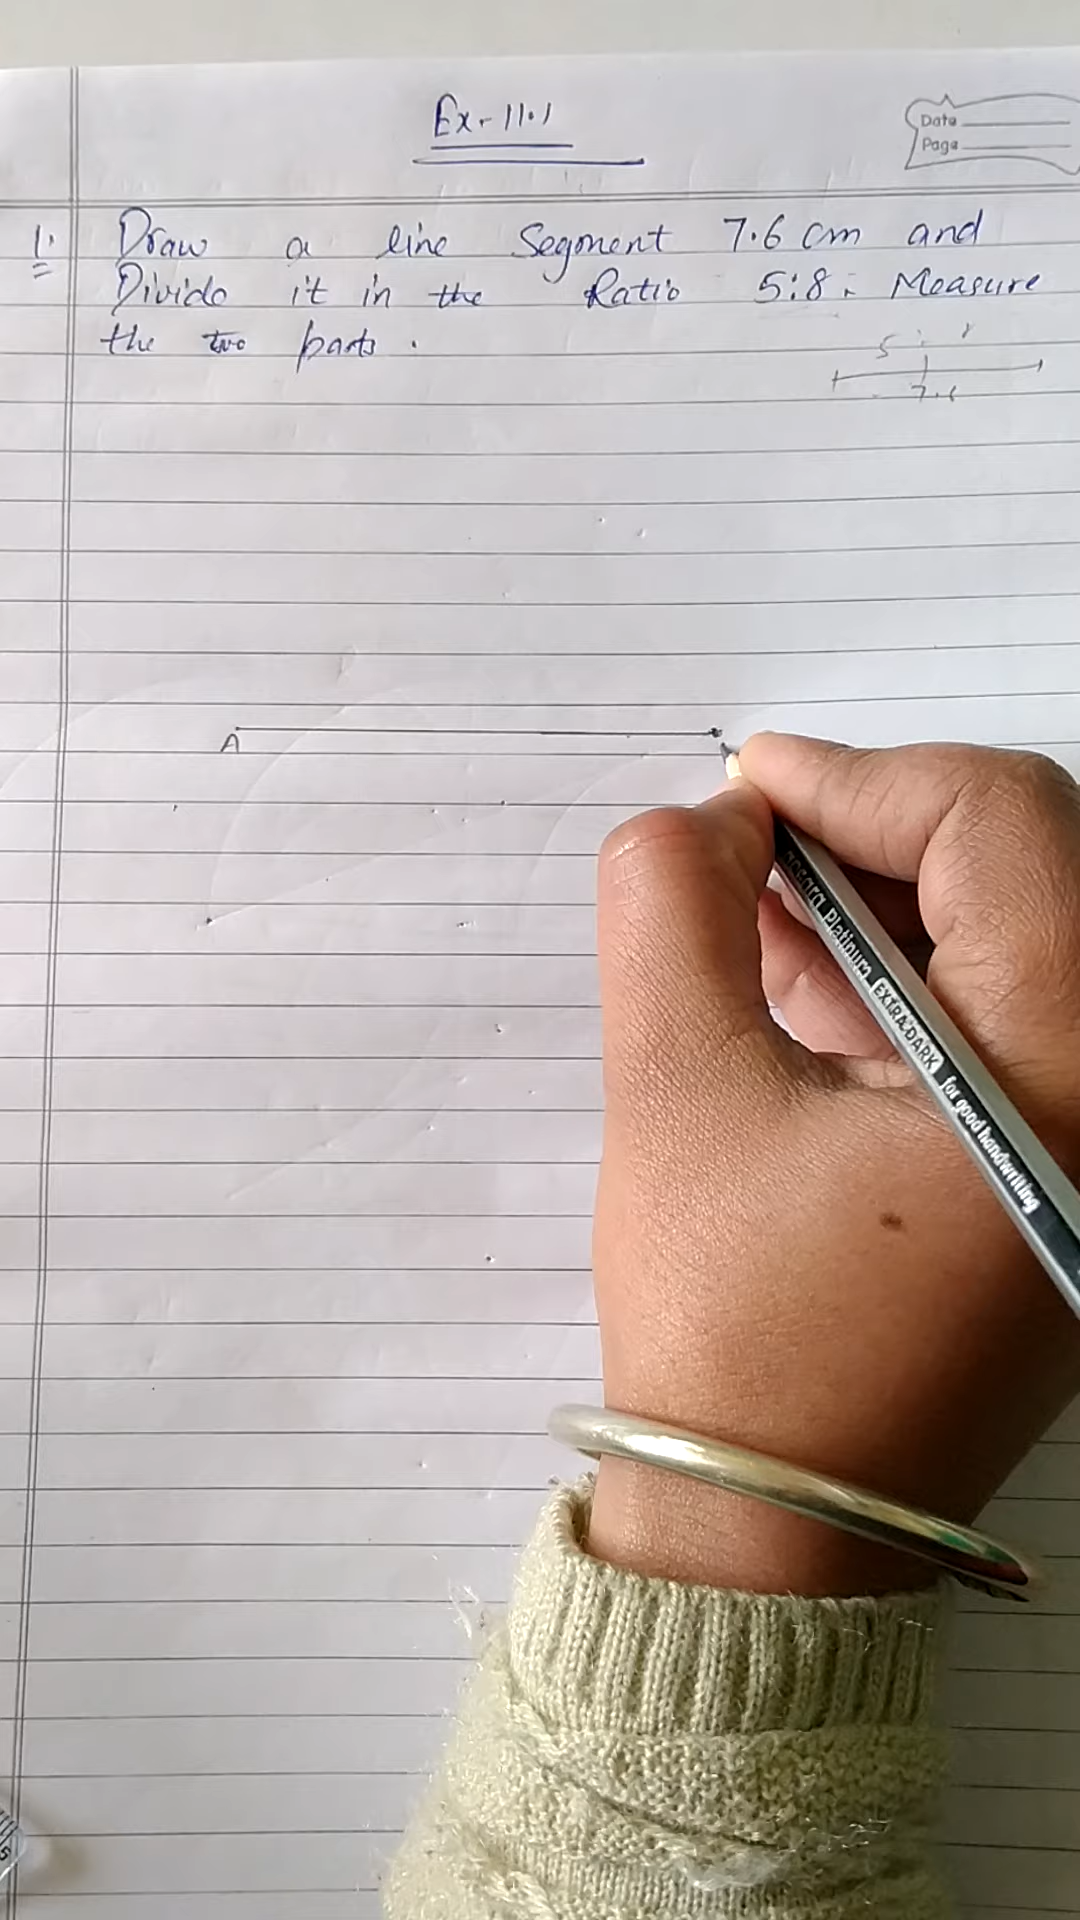 Ex-11.1
Date
Page
1. Draw a line Segment 7.6 cm and
Divide it in the Ratio 5:8. Measure
the two parts.
5 :
7.6
A
Platinum EXTRA DARK for good handwriting